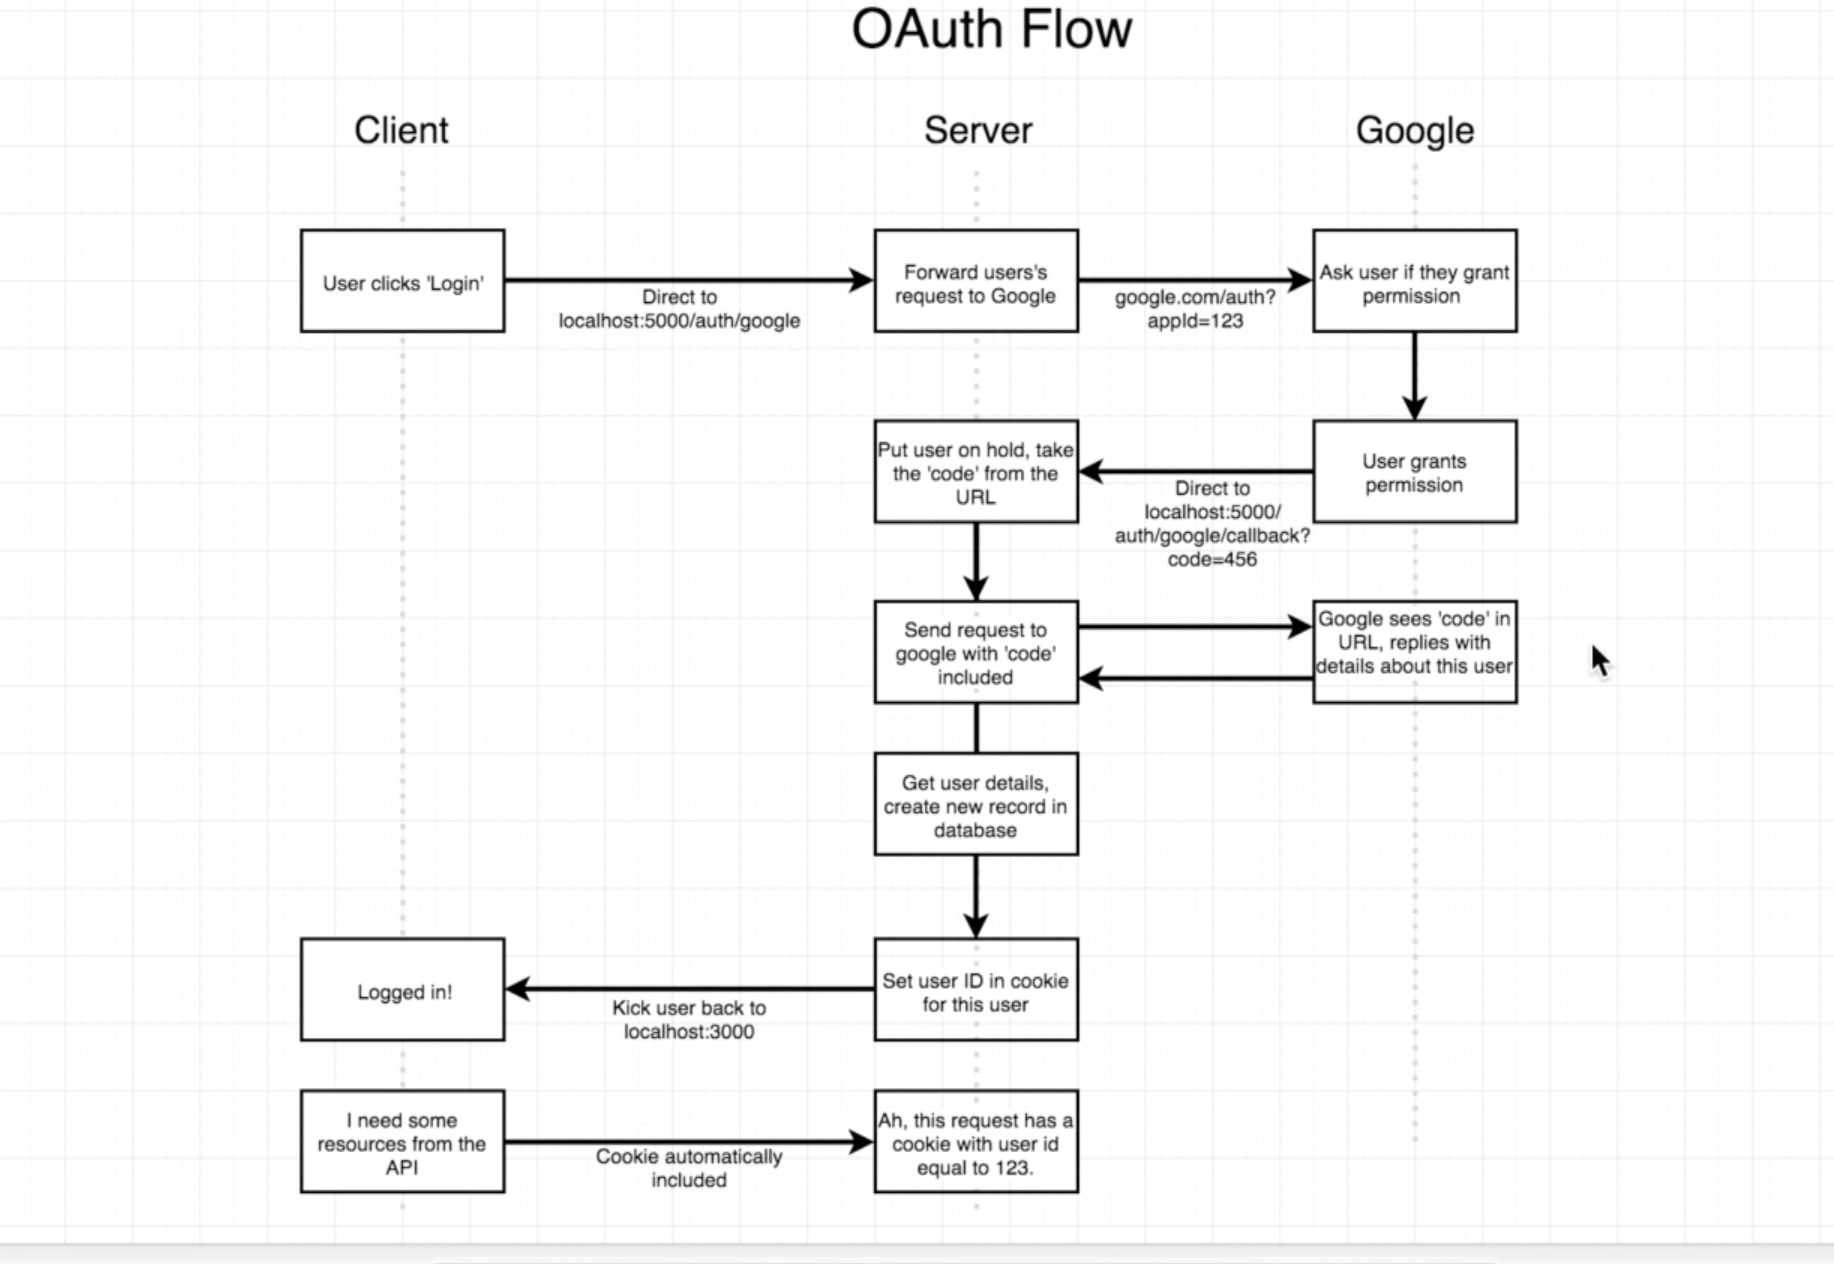 OAuth Flow
Client
Server
Google
User clicks 'Login'
Direct to
localhost:5000/auth/google
Forward users's
request to Google
google.com/auth?
appId=123
Ask user if they grant
permission
User grants
permission
Direct to
localhost:5000/
auth/google/callback?
code=456
Put user on hold, take
the 'code' from the
URL
Send request to
google with 'code'
included
Google sees 'code' in
URL, replies with
details about this user
Get user details,
create new record in
database
Set user ID in cookie
for this user
Kick user back to
localhost:3000
Logged in!
I need some
resources from the
API
Cookie automatically
included
Ah, this request has a
cookie with user id
equal to 123.